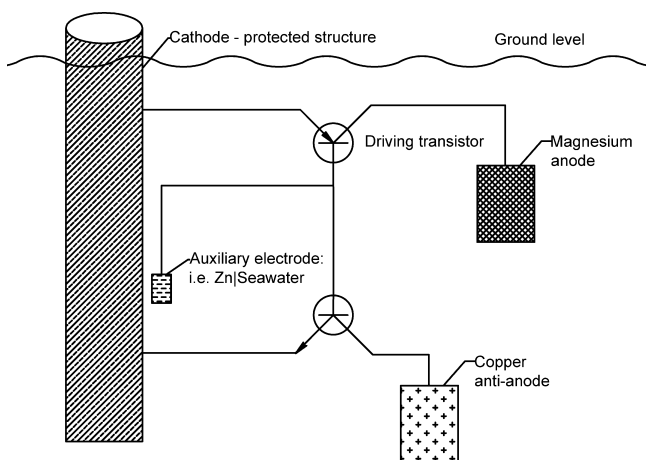 Cathode - protected structure
Ground level
Driving transistor
Magnesium
anode
Auxiliary electrode:
i.e. Zn|Seawater
Copper
anti-anode